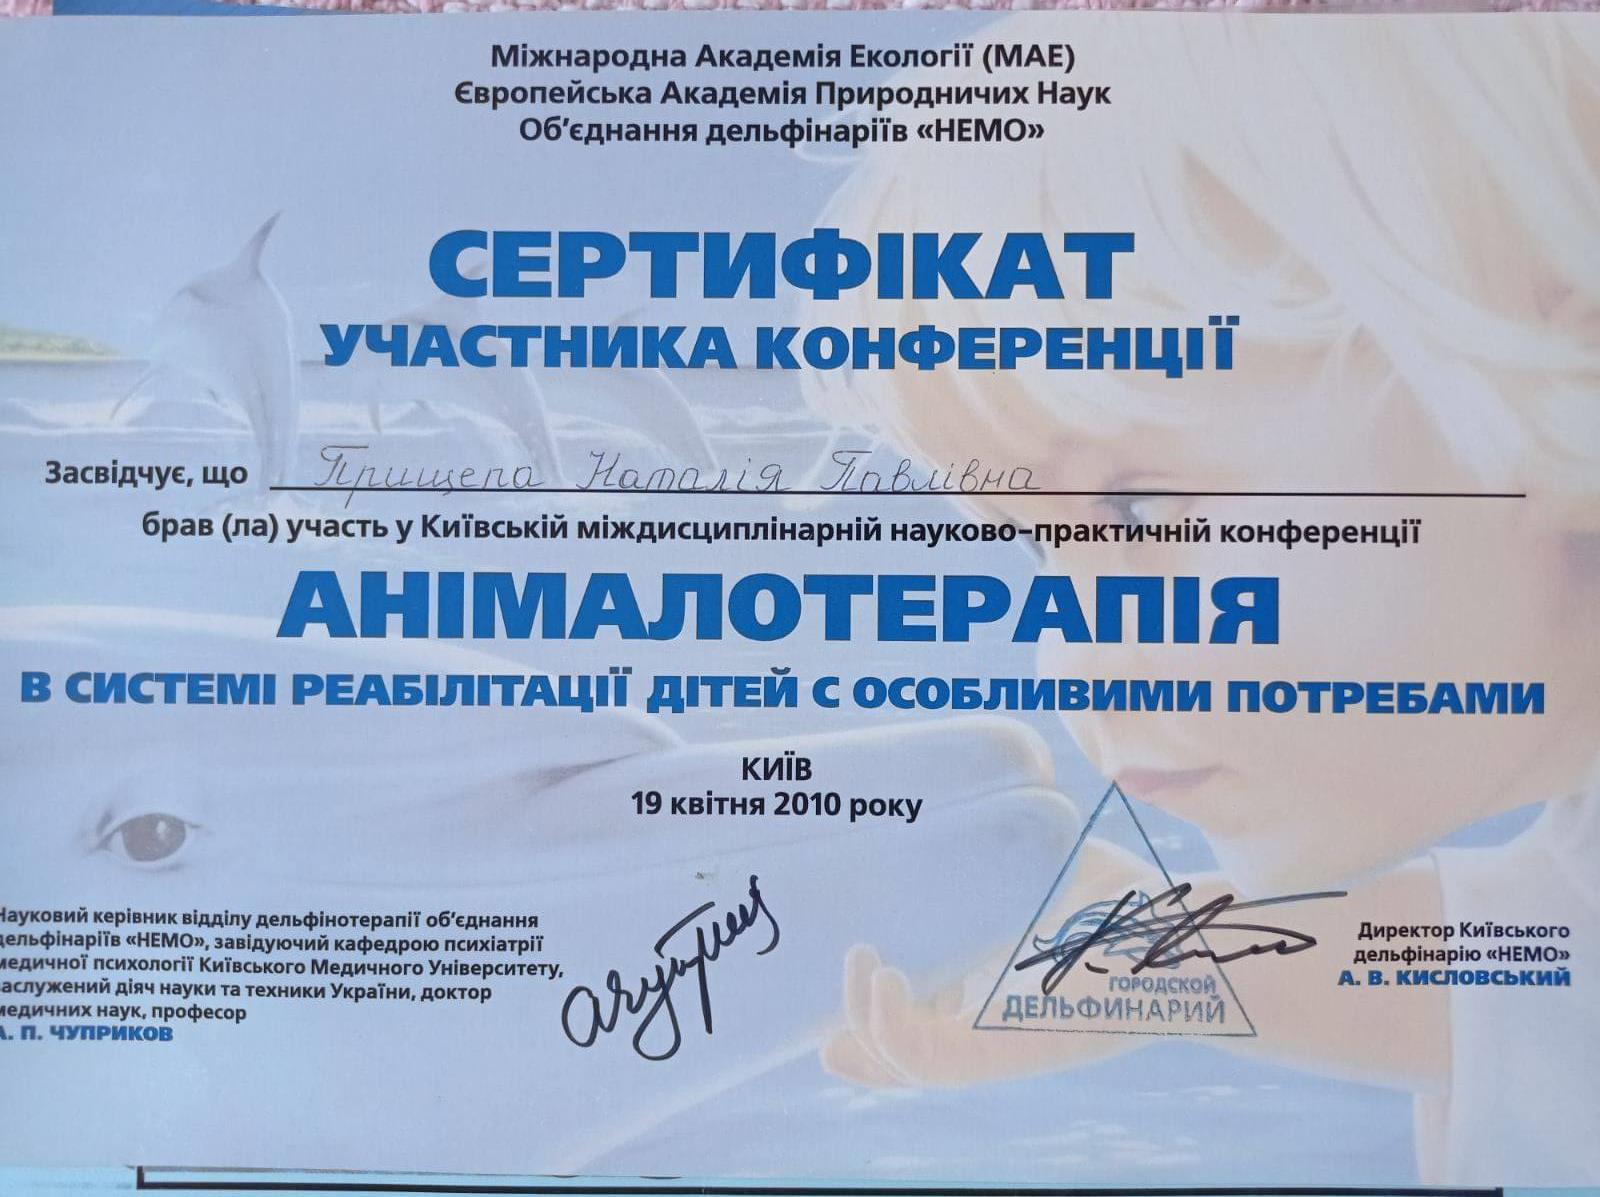 Міжнародна Академія Екології (МАЕ)
Європейська Академія Природничих Наук
Об'єднання дельфінаріїв «НЕМО»
СЕРТИФІКАТ
УЧАСТНИКА КОНФЕРЕНЦІЇ
Засвідчує, що Прищепа Наталія Павлівна
брав (ла) участь у Київській міждисциплінарній науково-практичній конференції
АНІМАЛОТЕРАПІЯ
В СИСТЕМІ РЕАБІЛІТАЦІЇ ДІТЕЙ С ОСОБЛИВИМИ ПОТРЕБАМИ
КИЇВ
19 квітня 2010 року
Науковий керівник відділу дельфінотерапії об'єднання
дельфінаріїв «НЕМО», завідуючий кафедрою психіатрії
медичної психології Київського Медичного Університету,
заслужений діяч науки та техники України, доктор
медичних наук, професор
А. П. ЧУПРИКОВ
ГОРОДСКОЙ
ДЕЛЬФИНАРИЙ
Директор Київського
дельфінарію «НЕМО»
А. В. КИСЛОВСЬКИЙ